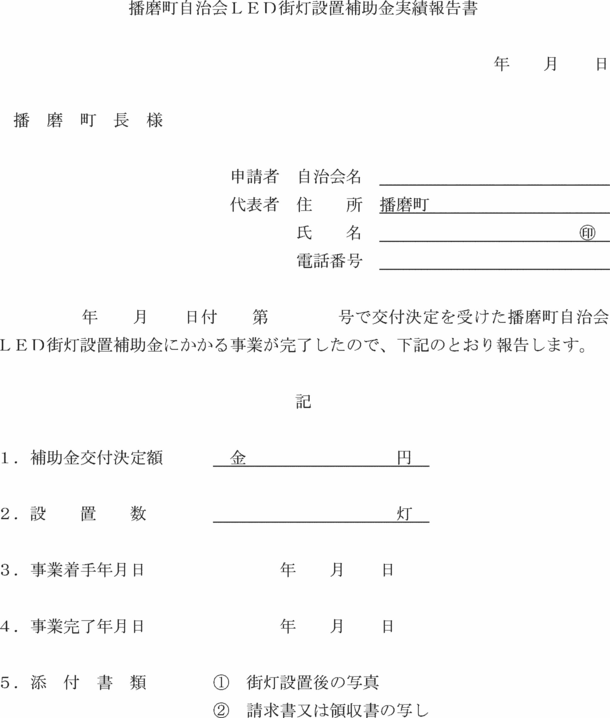 播磨町自治会ＬＥＤ街灯設置補助金実績報告書
年　　月　　日
播　磨　町　長　様
申請者　自治会名
代表者　住　　所　播磨町
氏　　名　㊞
電話番号
年　　月　　日付　　第　　　　号で交付決定を受けた播磨町自治会
ＬＥＤ街灯設置補助金にかかる事業が完了したので、下記のとおり報告します。
記
１．補助金交付決定額　　金　　　　　　　　　円
２．設　　置　　数　　　　　　　　　　　　灯
３．事業着手年月日　　　　　　年　　月　　日
４．事業完了年月日　　　　　　年　　月　　日
５．添　付　書　類　　　①　街灯設置後の写真
②　請求書又は領収書の写し